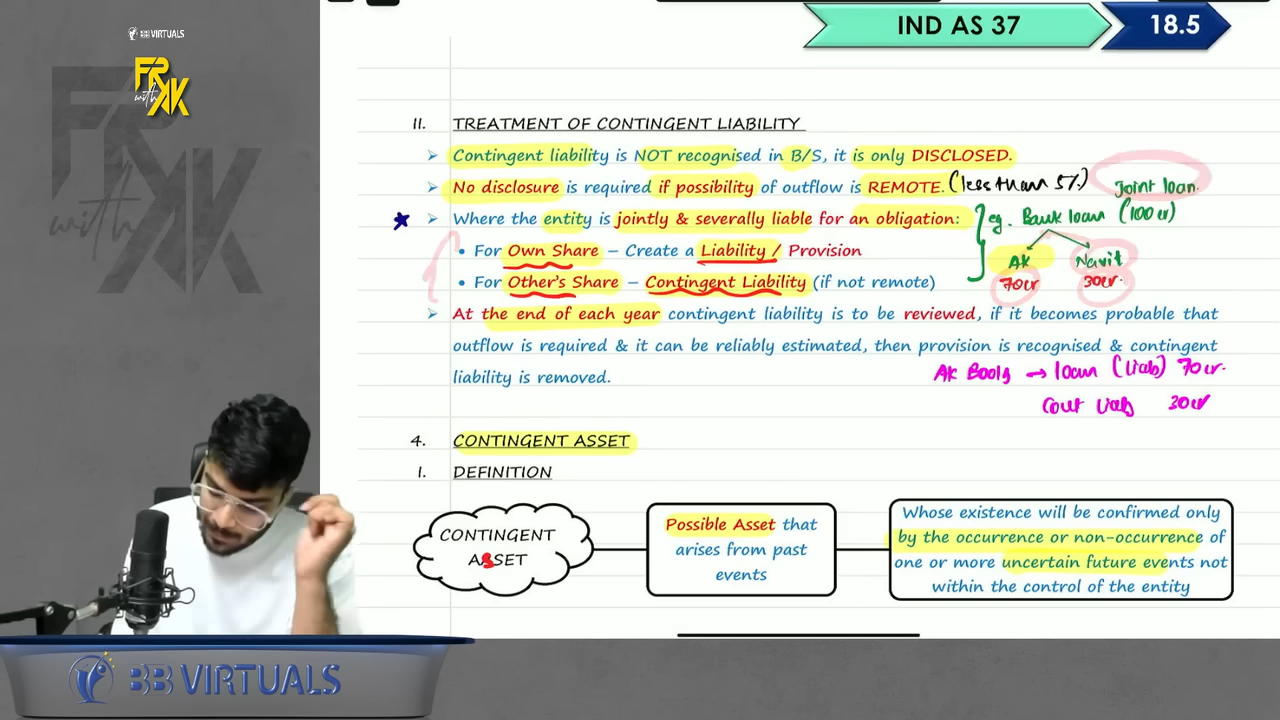 BB VIRTUALS
FR
with
AK
FR
with
AK
IND AS 37
18.5
II. TREATMENT OF CONTINGENT LIABILITY
➢ Contingent liability is NOT recognised in B/S, it is only DISCLOSED.
➢ No disclosure is required if possibility of outflow is REMOTE. (less than 5%)
Joint loan.
➢ Where the entity is jointly & severally liable for an obligation:
eg. Bank loan (100 cr)
• For Own Share – Create a Liability / Provision
AK Navit
• For Other's Share – Contingent Liability (if not remote)
70cr 30cr.
➢ At the end of each year contingent liability is to be reviewed, if it becomes probable that
outflow is required & it can be reliably estimated, then provision is recognised & contingent
liability is removed.
AK Books → loan (Liab) 70 cr.
Cont Liab 30 cr
4. CONTINGENT ASSET
I. DEFINITION
CONTINGENT
ASSET
Possible Asset that
arises from past
events
Whose existence will be confirmed only
by the occurrence or non-occurrence of
one or more uncertain future events not
within the control of the entity
BB VIRTUALS